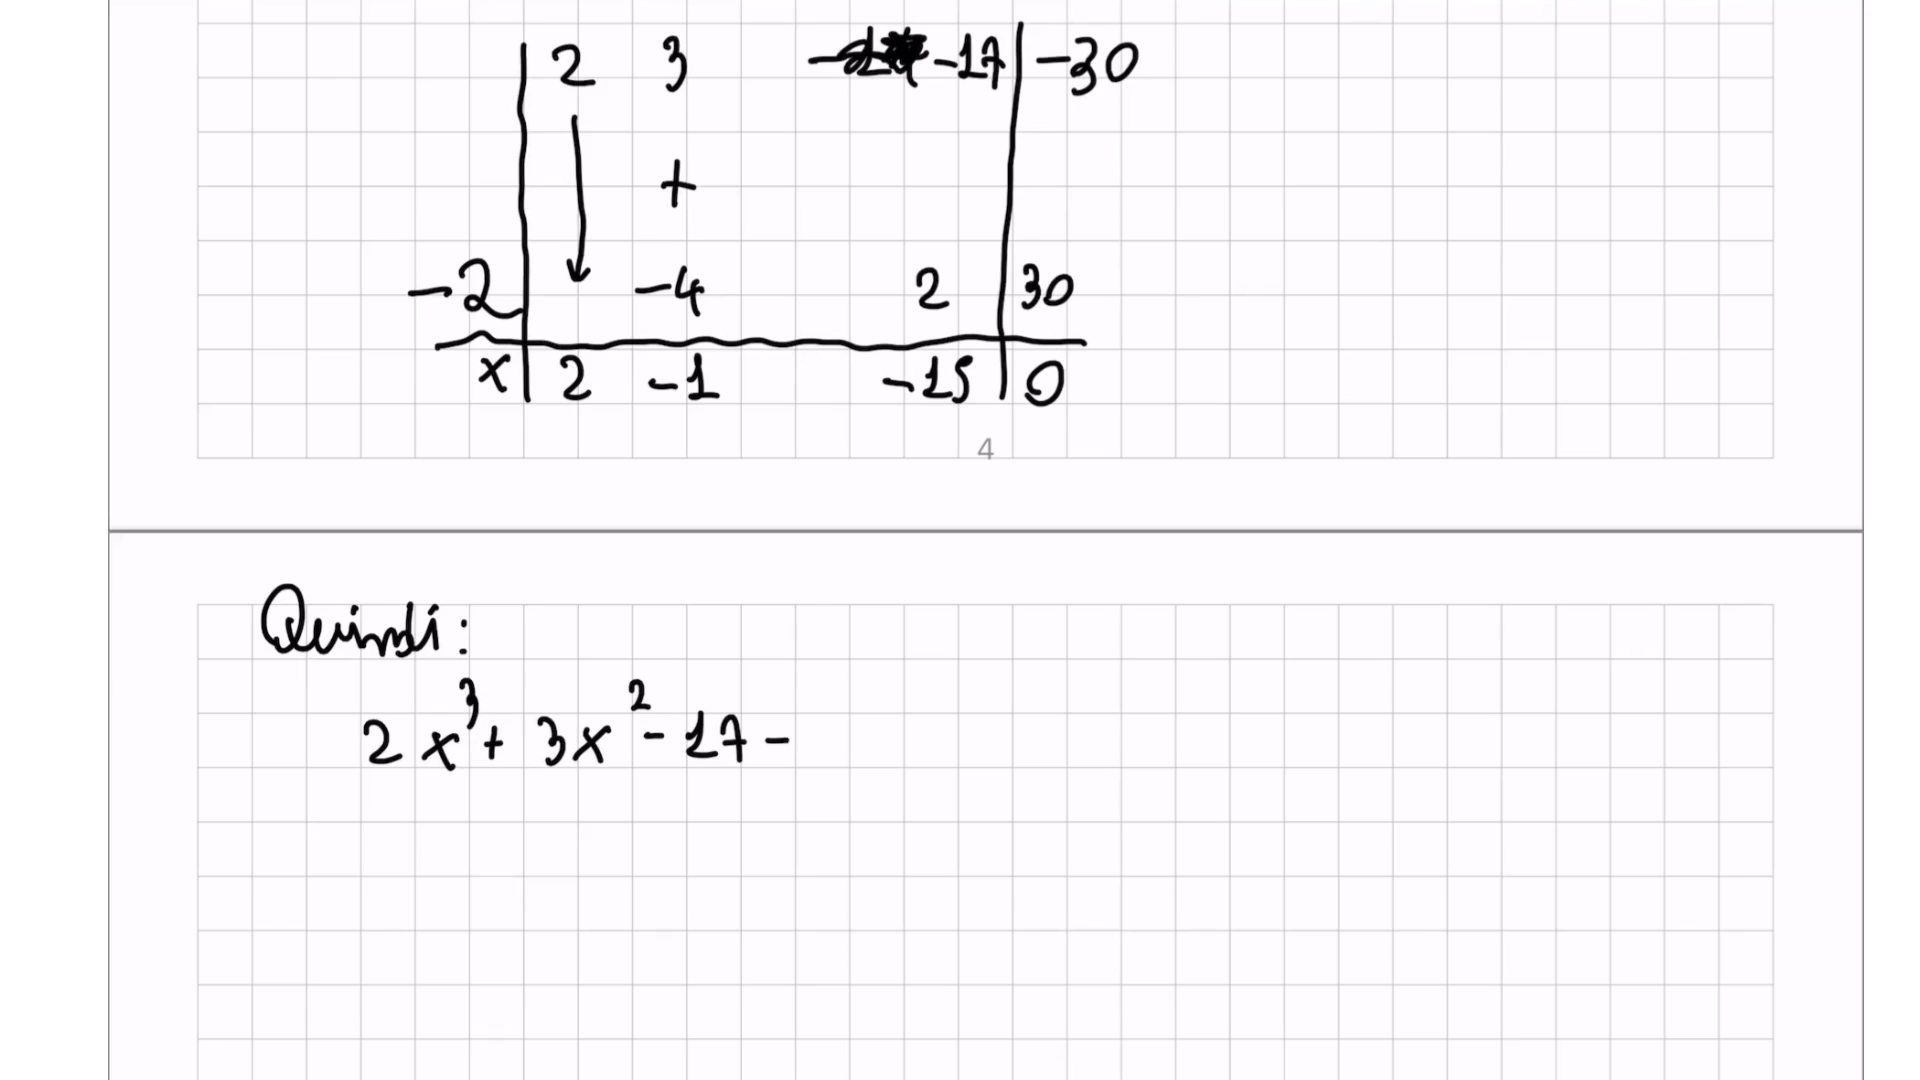 2 3 -17 -30
+
-2 -4 2 30
x 2 -1 -15 0
4
Quindi:
2x³+ 3x²- 17 -